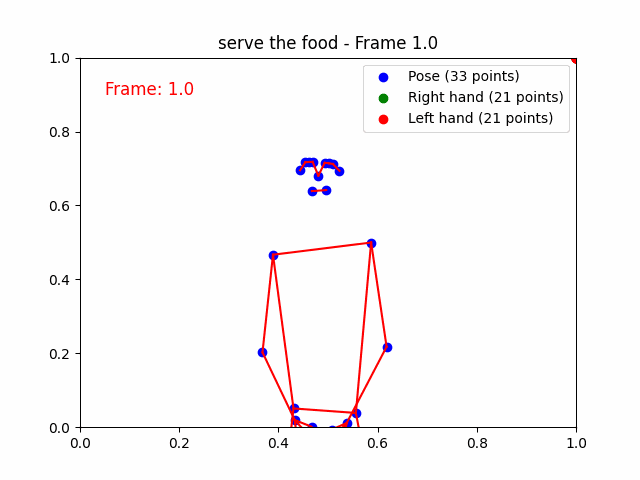 serve the food - Frame 1.0
Frame: 1.0
Pose (33 points)
Right hand (21 points)
Left hand (21 points)
1.0
0.8
0.6
0.4
0.2
0.0
0.0 0.2 0.4 0.6 0.8 1.0